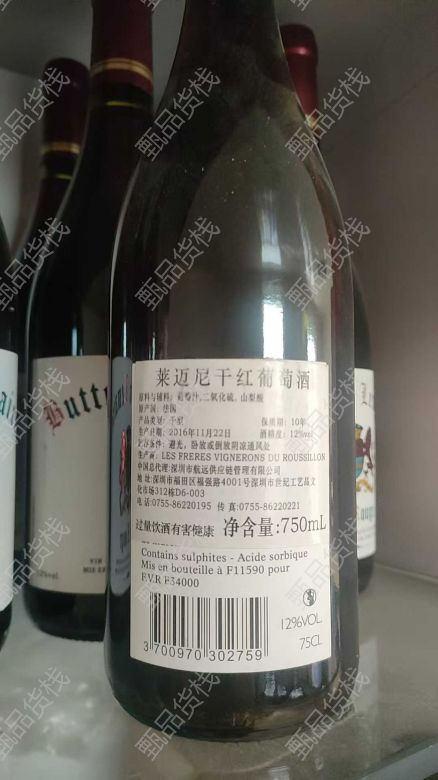 莱迈尼干红葡萄酒
原料与辅料：葡萄汁,二氧化硫,山梨酸
原产国：法国
产品类型：干型 保质期：10年
生产日期：2016年11月22日 酒精度：12%vol
贮存条件：避光，卧放或倒放阴凉通风处
生产商：LES FRERES VIGNERONS DU ROUSSILLON
中国总代理:深圳市航远供应链管理有限公司
地址:深圳市福田区福强路4001号深圳市世纪工艺品文
化市场312栋D6-003
电话:0755-86220195 传真:0755-86220221
过量饮酒有害健康 净含量:750mL
Contains sulphites - Acide sorbique
Mis en bouteille à F11590 pour
E.V.R F34000
12%VOL.
75CL
3 700970 302759
Butt
甄品货栈